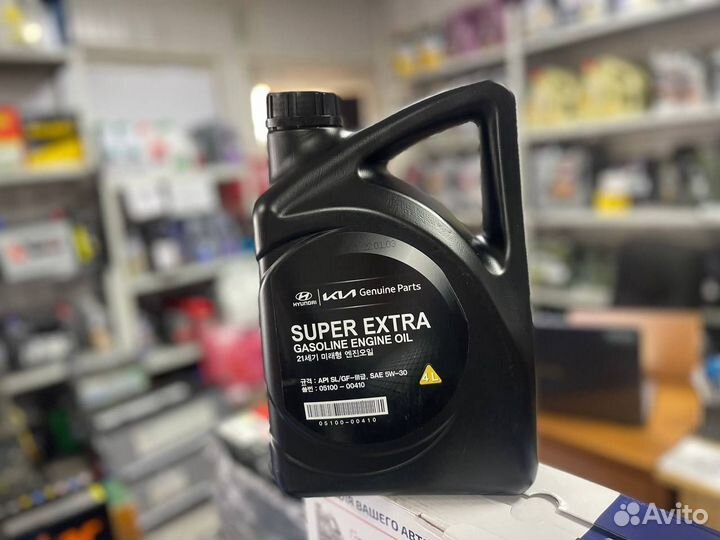 HYUNDAI KIA Genuine Parts
SUPER EXTRA
GASOLINE ENGINE OIL
21세기 미래형 엔진오일
규격 : API SL/GF-Ⅲ급, SAE 5W-30
품번 : 05100 - 00410
4L
05100-00410
ВАШЕГО АВТО
Avito